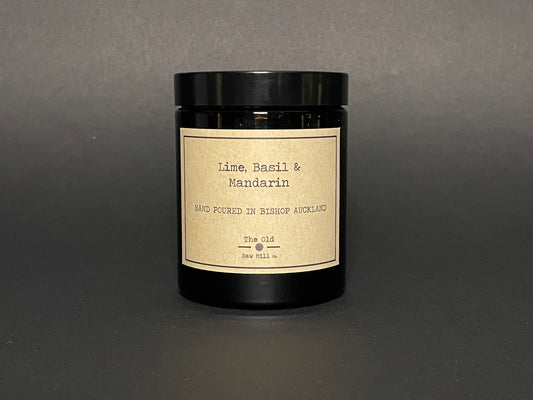 Lime, Basil &
Mandarin
HAND POURED IN BISHOP AUCKLAND
The Old
Saw Mill Co